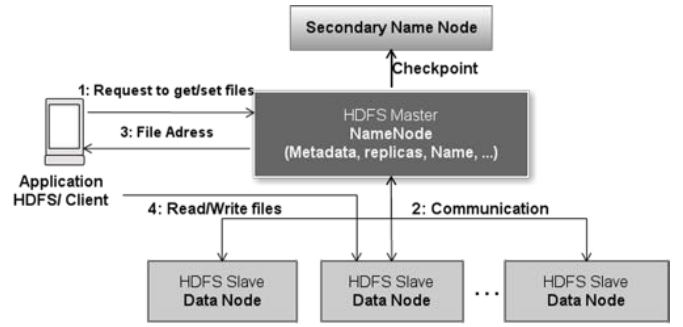 Secondary Name Node
Checkpoint
1: Request to get/set files
HDFS Master
NameNode
(Metadata, replicas, Name, ...)
3: File Adress
Application
HDFS/ Client
4: Read/Write files
2: Communication
HDFS Slave
Data Node
HDFS Slave
Data Node
...
HDFS Slave
Data Node